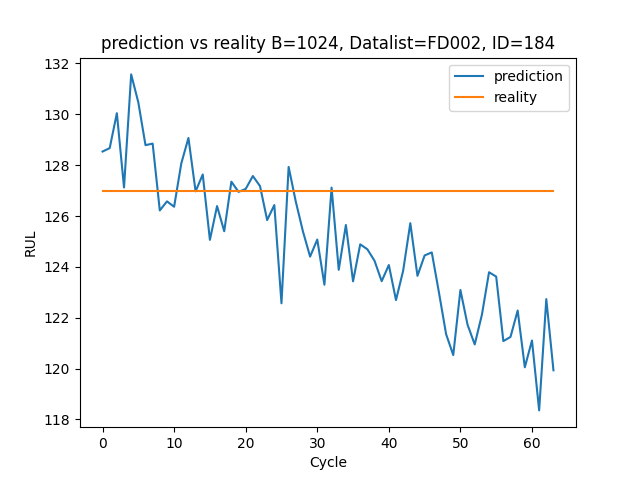 prediction vs reality B=1024, Datalist=FD002, ID=184
prediction
reality
RUL
132
130
128
126
124
122
120
118
0 10 20 30 40 50 60
Cycle